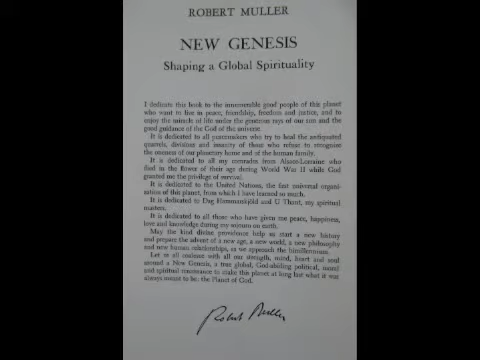 ROBERT MULLER
NEW GENESIS
Shaping a Global Spirituality
I dedicate this book to the innumerable good people of this planet
who want to live in peace, friendship, freedom and justice, and to
enjoy the miracle of life under the generous rays of our sun and the
good guidance of the God of the universe.
It is dedicated to all peacemakers who try to heal the antiquated
quarrels, divisions and insanity of those who refuse to recognize
the oneness of our planetary home and of the human family.
It is dedicated to all my comrades from Alsace-Lorraine who
died in the flower of their age during World War II while God
granted me the privilege of survival.
It is dedicated to the United Nations, the first universal organi-
sation of this planet, from which I have learned so much.
It is dedicated to Dag Hammarskjöld and U Thant, my spiritual
masters.
It is dedicated to all those who have given me peace, happiness,
love and knowledge during my sojourn on earth.
May the kind divine providence help us start a new history
and prepare the advent of a new age, a new world, a new philosophy
and new human relationships, as we approach the bimillennium.
Let us all coalesce with all our strength, mind, heart and soul
around a New Genesis, a true global, God-abiding political, moral
and spiritual renaissance to make this planet at long last what it was
always meant to be: the Planet of God.
Robert Muller